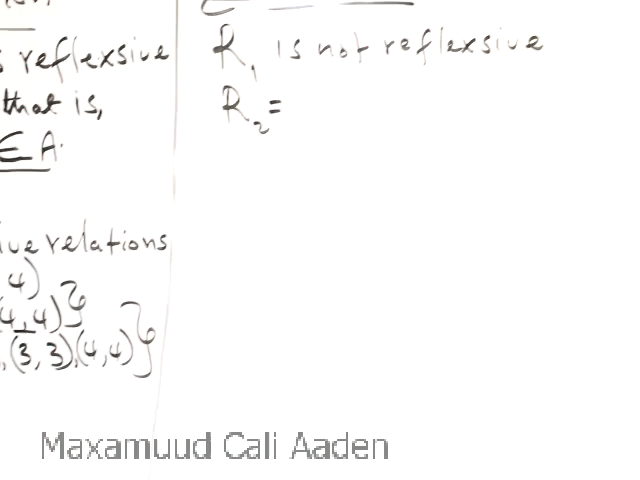 reflexsive
that is,
∈ A.
relations
4)
4,4)}
,(3,3),(4,4)}
R₁ is not reflexsive
R₂ =
Maxamuud Cali Aaden